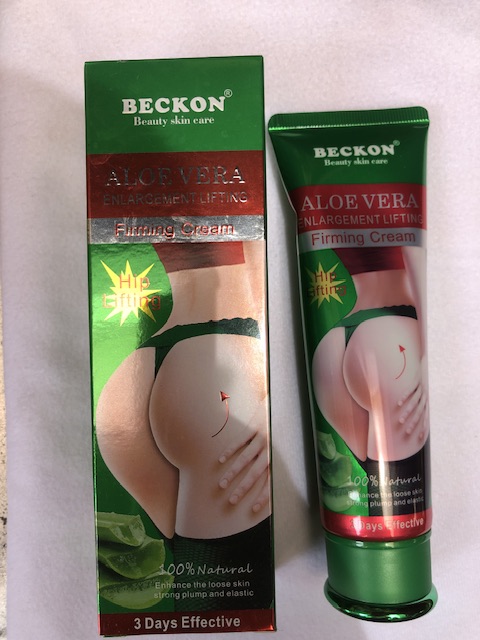 BECKON®
Beauty skin care
ALOE VERA
ENLARGEMENT LIFTING
Firming Cream
Hip
Lifting
100% Natural
Enhance the loose skin
strong plump and elastic
3 Days Effective
BECKON®
Beauty skin care
ALOE VERA
ENLARGEMENT LIFTING
Firming Cream
Hip
Lifting
100% Natural
Enhance the loose skin
strong plump and elastic
3 Days Effective